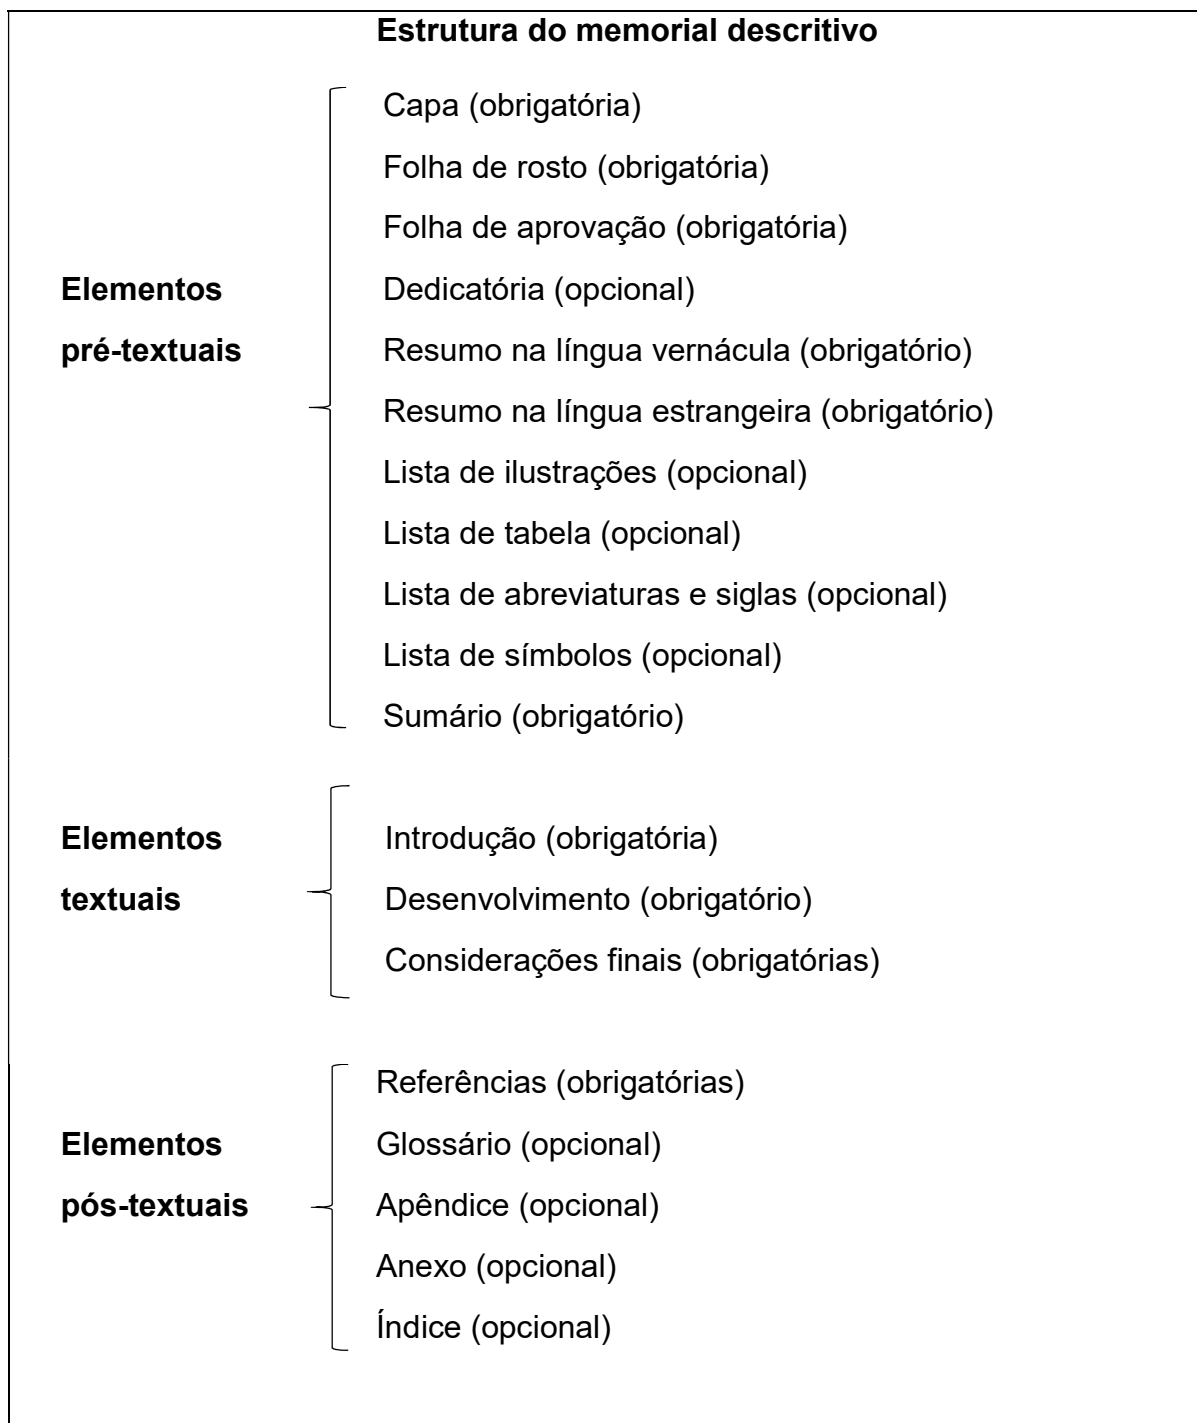 Estrutura do memorial descritivo
Elementos
pré-textuais
Capa (obrigatória)
Folha de rosto (obrigatória)
Folha de aprovação (obrigatória)
Dedicatória (opcional)
Resumo na língua vernácula (obrigatório)
Resumo na língua estrangeira (obrigatório)
Lista de ilustrações (opcional)
Lista de tabela (opcional)
Lista de abreviaturas e siglas (opcional)
Lista de símbolos (opcional)
Sumário (obrigatório)
Elementos
textuais
Introdução (obrigatória)
Desenvolvimento (obrigatório)
Considerações finais (obrigatórias)
Elementos
pós-textuais
Referências (obrigatórias)
Glossário (opcional)
Apêndice (opcional)
Anexo (opcional)
Índice (opcional)